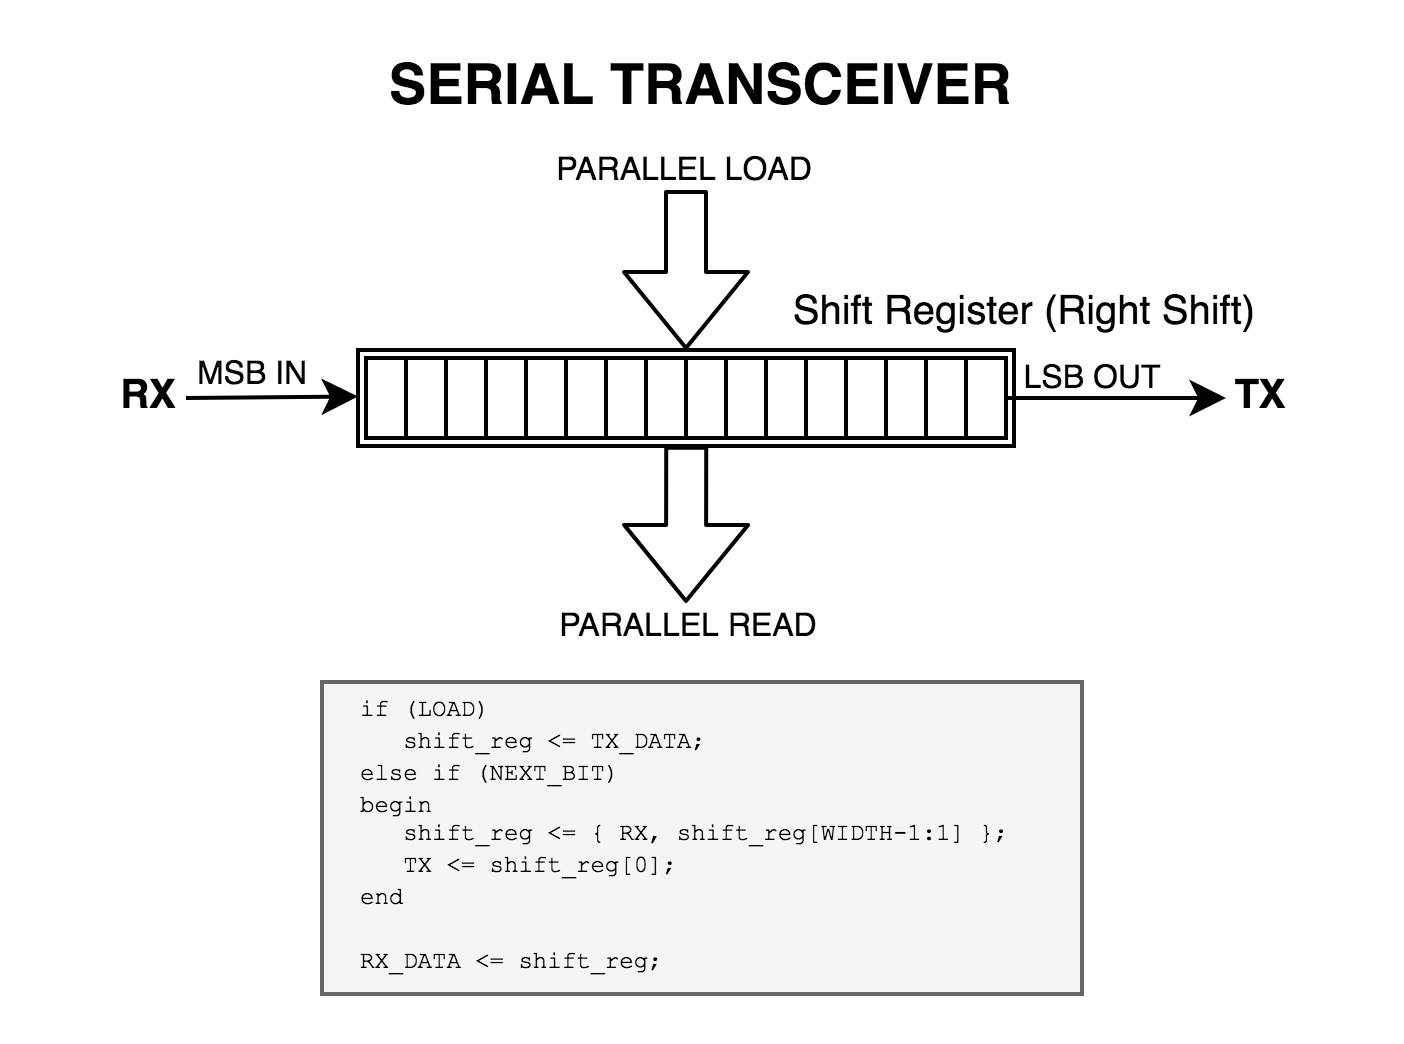 SERIAL TRANSCEIVER
PARALLEL LOAD
Shift Register (Right Shift)
RX
MSB IN
LSB OUT
TX
PARALLEL READ
if (LOAD)
   shift_reg <= TX_DATA;
else if (NEXT_BIT)
begin
   shift_reg <= { RX, shift_reg[WIDTH-1:1] };
   TX <= shift_reg[0];
end
RX_DATA <= shift_reg;